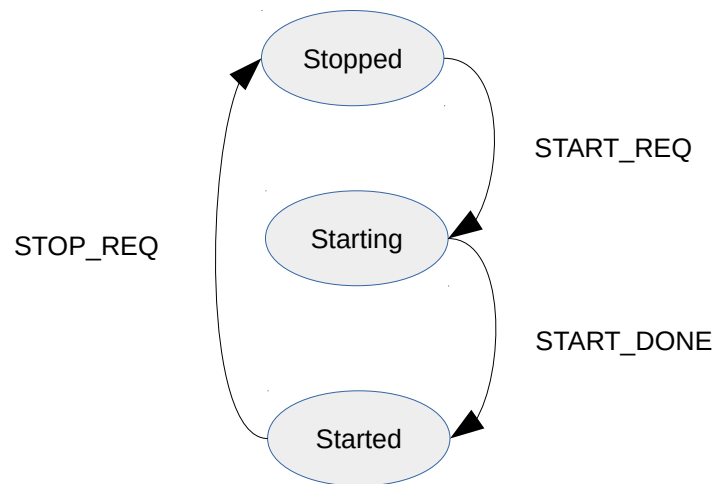 Stopped
START_REQ
Starting
STOP_REQ
START_DONE
Started